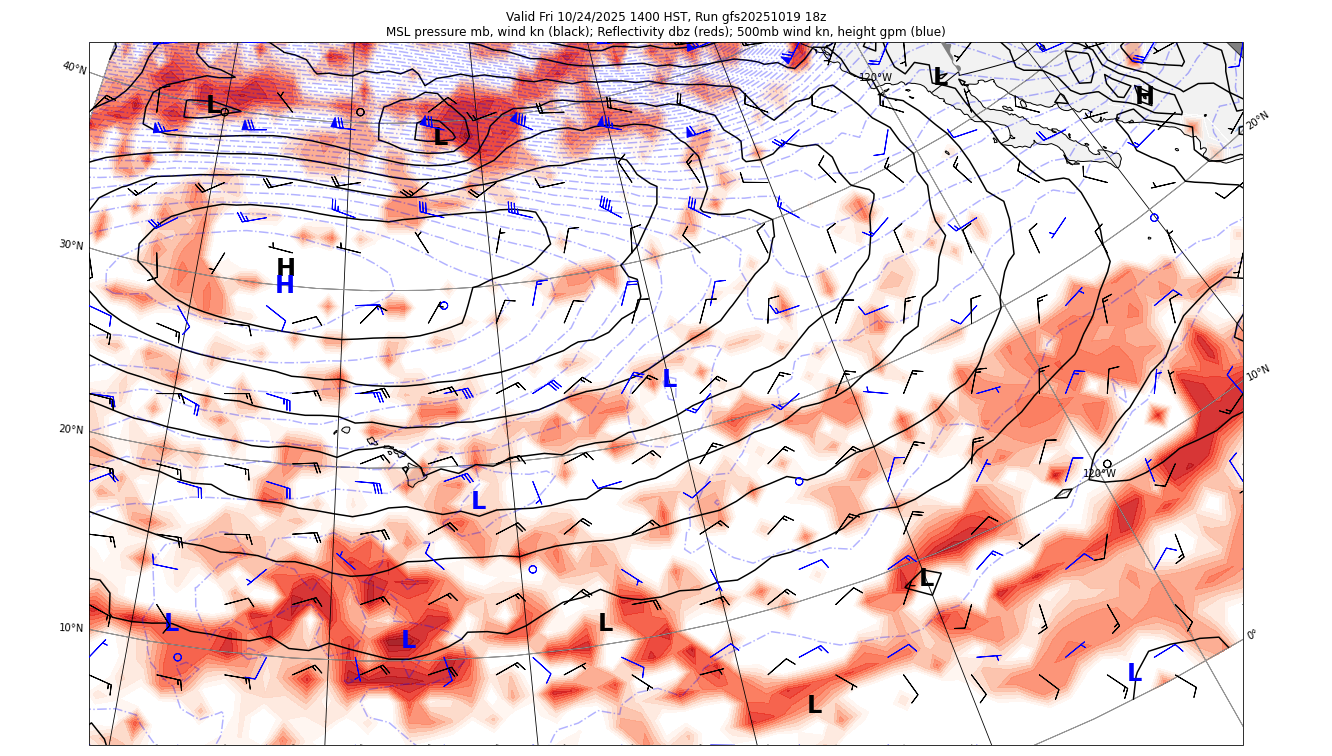 Valid Fri 10/24/2025 1400 HST, Run gfs20251019 18z
MSL pressure mb, wind kn (black); Reflectivity dbz (reds); 500mb wind kn, height gpm (blue)
40°N
120°W
L
L
H
L
20°N
30°N
H
H
L
10°N
20°N
120°W
L
L
10°N
L
L
L
0°
L
L